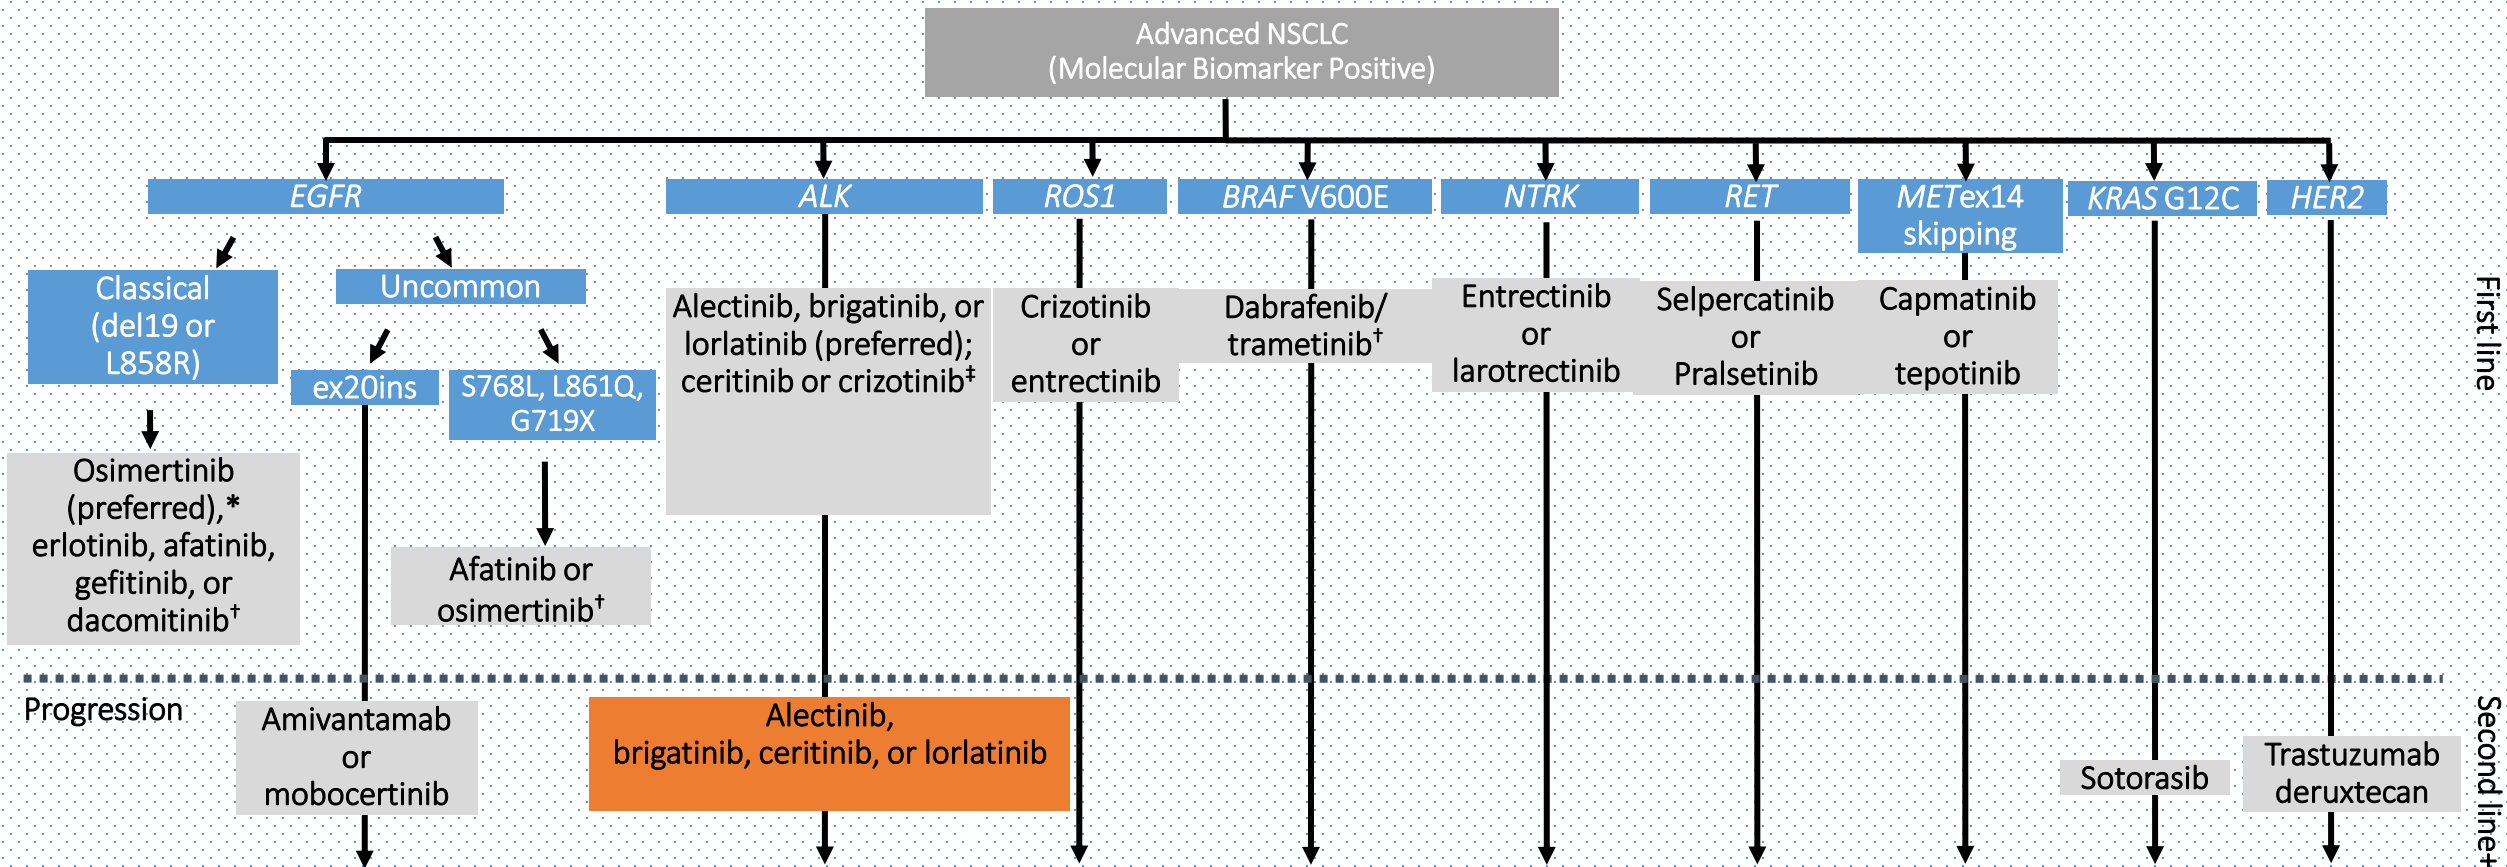 Advanced NSCLC
(Molecular Biomarker Positive)
EGFR
ALK
ROS1
BRAF V600E
NTRK
RET
METex14
skipping
KRAS G12C
HER2
Classical
(del19 or
L858R)
Uncommon
ex20ins
S768L, L861Q,
G719X
Osimertinib
(preferred),*
erlotinib, afatinib,
gefitinib, or
dacomitinib†
Afatinib or
osimertinib†
Alectinib, brigatinib, or
lorlatinib (preferred);
ceritinib or crizotinib‡
Crizotinib
or
entrectinib
Dabrafenib/
trametinib†
Entrectinib
or
larotrectinib
Selpercatinib
or
Pralsetinib
Capmatinib
or
tepotinib
First line
Progression
Amivantamab
or
mobocertinib
Alectinib,
brigatinib, ceritinib, or lorlatinib
Sotorasib
Trastuzumab
deruxtecan
Second line+